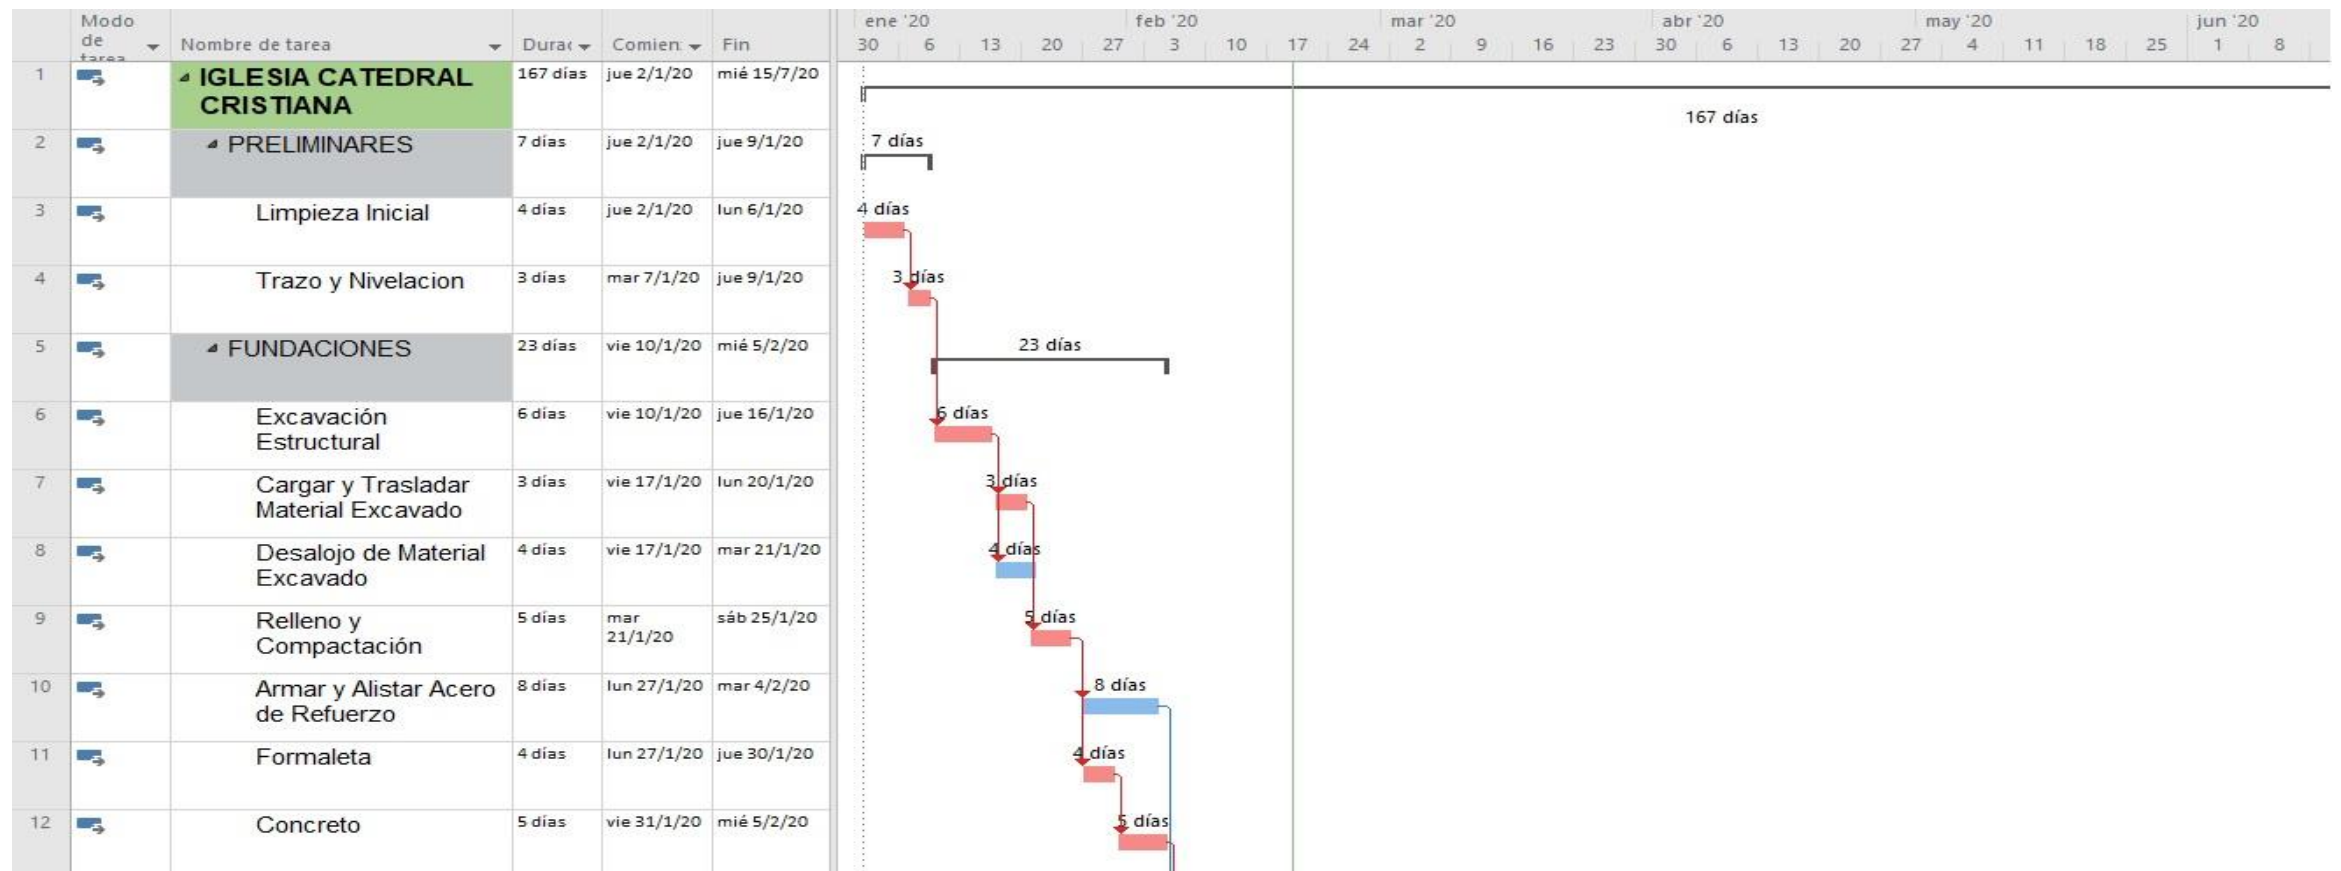 Modo de tarea Nombre de tarea Durac Comien: Fin
ene '20 feb '20 mar '20 abr '20 may '20 jun '20
30 6 13 20 27 3 10 17 24 2 9 16 23 30 6 13 20 27 4 11 18 25 1 8
1 IGLESIA CATEDRAL CRISTIANA 167 días jue 2/1/20 mié 15/7/20
167 días
2 PRELIMINARES 7 días jue 2/1/20 jue 9/1/20
7 días
3 Limpieza Inicial 4 días jue 2/1/20 lun 6/1/20
4 días
4 Trazo y Nivelacion 3 días mar 7/1/20 jue 9/1/20
3 días
5 FUNDACIONES 23 días vie 10/1/20 mié 5/2/20
23 días
6 Excavación Estructural 6 días vie 10/1/20 jue 16/1/20
6 días
7 Cargar y Trasladar Material Excavado 3 días vie 17/1/20 lun 20/1/20
3 días
8 Desalojo de Material Excavado 4 días vie 17/1/20 mar 21/1/20
4 días
9 Relleno y Compactación 5 días mar 21/1/20 sáb 25/1/20
5 días
10 Armar y Alistar Acero de Refuerzo 8 días lun 27/1/20 mar 4/2/20
8 días
11 Formaleta 4 días lun 27/1/20 jue 30/1/20
4 días
12 Concreto 5 días vie 31/1/20 mié 5/2/20
5 días